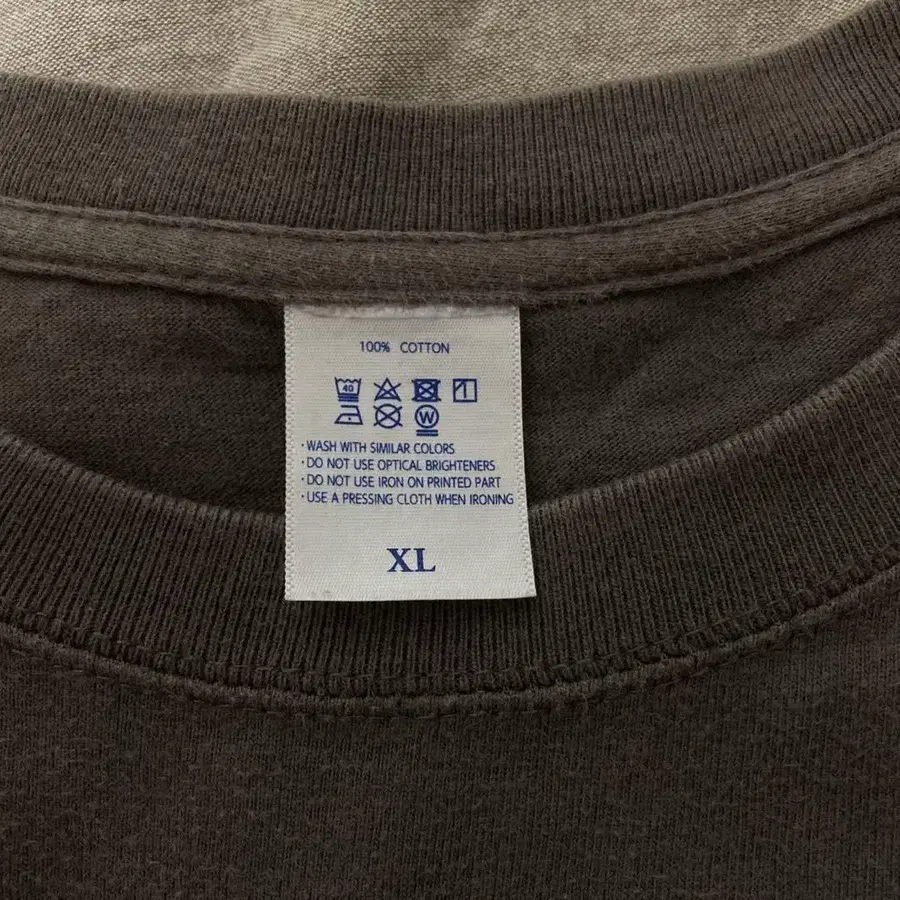 100% COTTON
40
W
·WASH WITH SIMILAR COLORS
·DO NOT USE OPTICAL BRIGHTENERS
·DO NOT USE IRON ON PRINTED PART
·USE A PRESSING CLOTH WHEN IRONING
XL